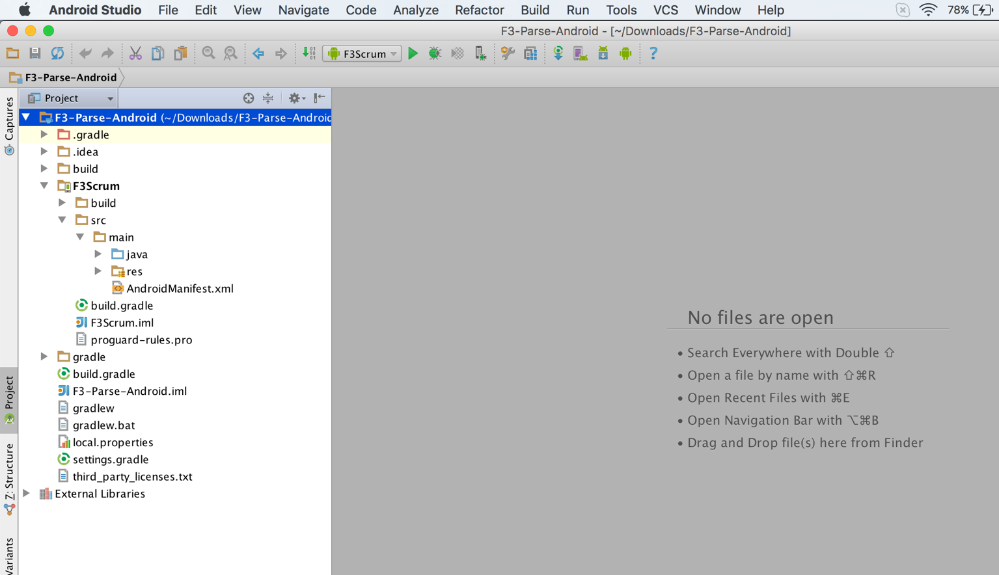 Android Studio File Edit View Navigate Code Analyze Refactor Build Run Tools VCS Window Help 78%
F3-Parse-Android - [~/Downloads/F3-Parse-Android]
F3Scrum ?
F3-Parse-Android
Captures
Project
F3-Parse-Android (~/Downloads/F3-Parse-Android
.gradle
.idea
build
F3Scrum
build
src
main
java
res
AndroidManifest.xml
build.gradle
F3Scrum.iml
proguard-rules.pro
gradle
build.gradle
F3-Parse-Android.iml
gradlew
gradlew.bat
local.properties
settings.gradle
third_party_licenses.txt
External Libraries
Project
Z: Structure
Variants
No files are open
• Search Everywhere with Double ⇧
• Open a file by name with ⇧⌘R
• Open Recent Files with ⌘E
• Open Navigation Bar with ⌥⌘B
• Drag and Drop file(s) here from Finder